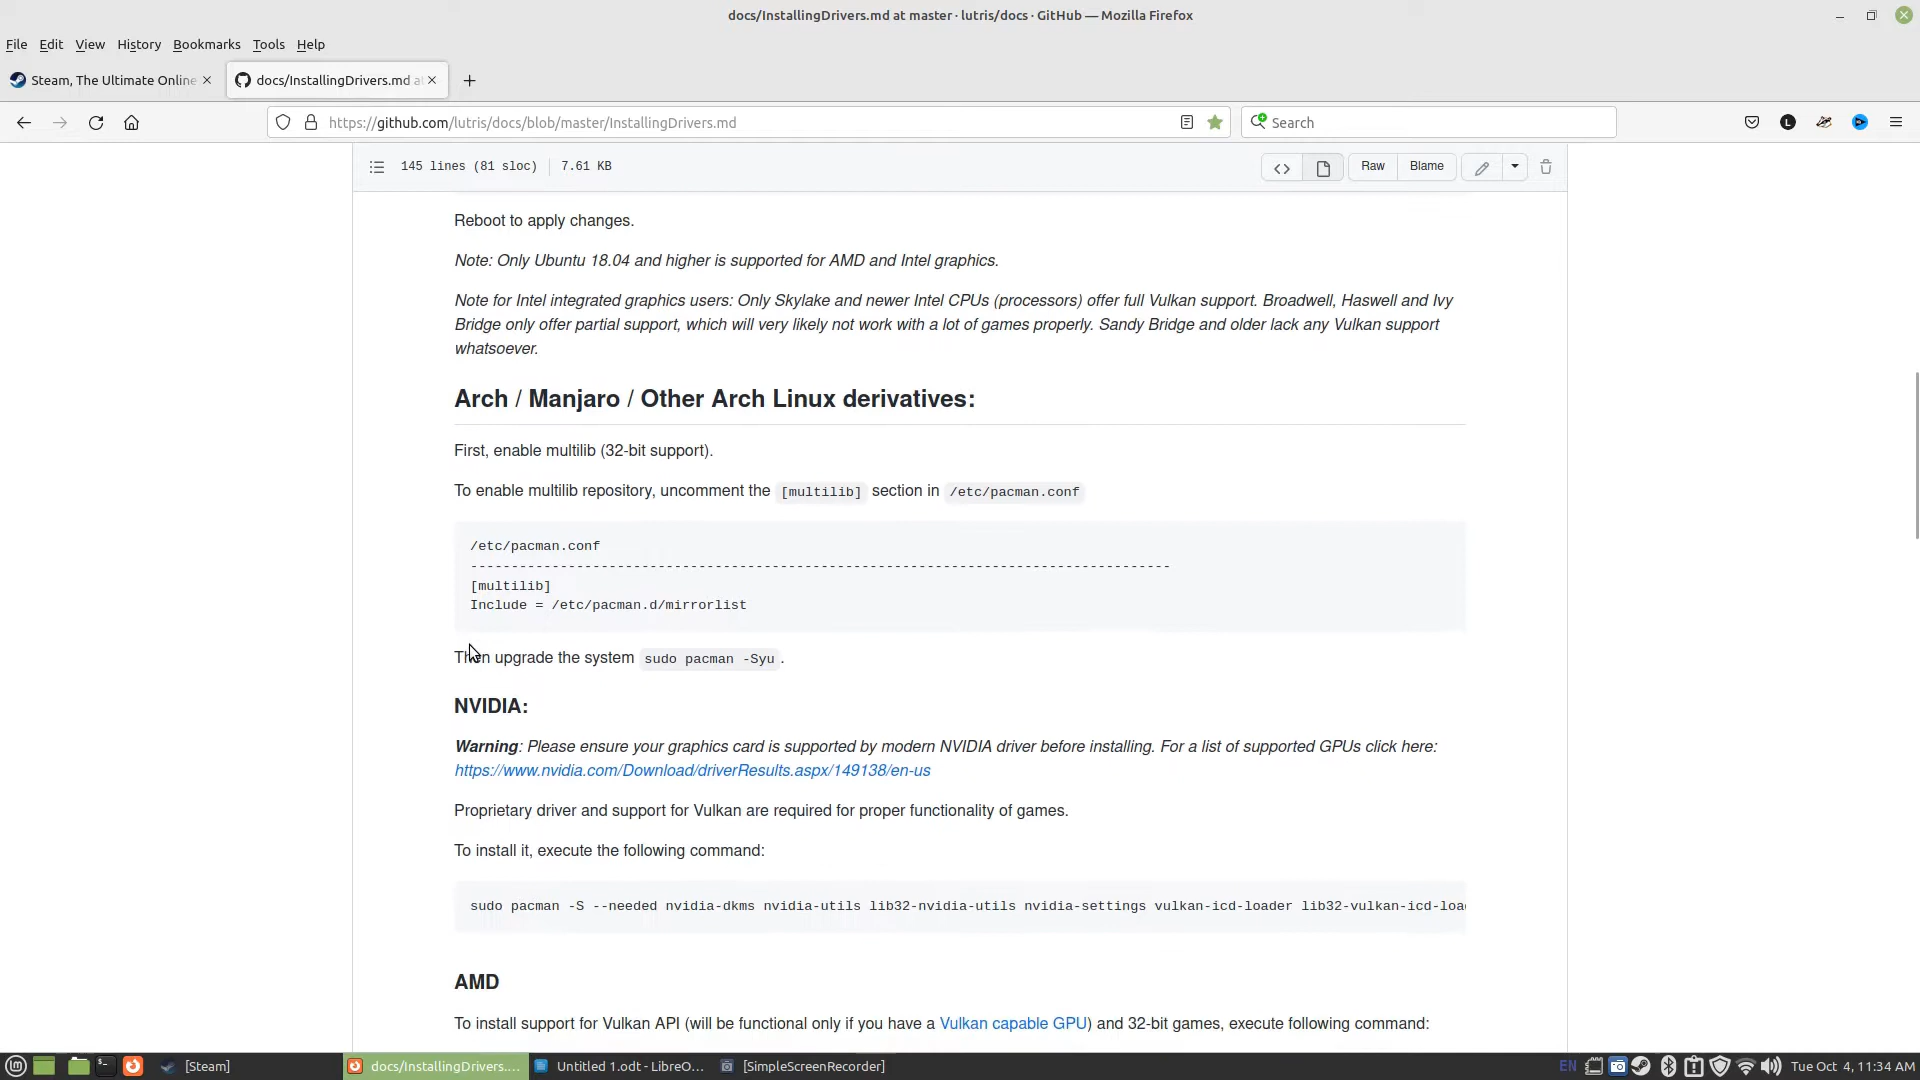 docs/InstallingDrivers.md at master · lutris/docs · GitHub — Mozilla Firefox
File Edit View History Bookmarks Tools Help
Steam, The Ultimate Online
docs/InstallingDrivers.md a
https://github.com/lutris/docs/blob/master/InstallingDrivers.md
Search
L
145 lines (81 sloc) 7.61 KB
Raw Blame
Reboot to apply changes.
Note: Only Ubuntu 18.04 and higher is supported for AMD and Intel graphics.
Note for Intel integrated graphics users: Only Skylake and newer Intel CPUs (processors) offer full Vulkan support. Broadwell, Haswell and Ivy
Bridge only offer partial support, which will very likely not work with a lot of games properly. Sandy Bridge and older lack any Vulkan support
whatsoever.
Arch / Manjaro / Other Arch Linux derivatives:
First, enable multilib (32-bit support).
To enable multilib repository, uncomment the [multilib] section in /etc/pacman.conf
/etc/pacman.conf
--------------------------------------------------------------------------------------
[multilib]
Include = /etc/pacman.d/mirrorlist
Then upgrade the system sudo pacman -Syu.
NVIDIA:
Warning: Please ensure your graphics card is supported by modern NVIDIA driver before installing. For a list of supported GPUs click here:
https://www.nvidia.com/Download/driverResults.aspx/149138/en-us
Proprietary driver and support for Vulkan are required for proper functionality of games.
To install it, execute the following command:
sudo pacman -S --needed nvidia-dkms nvidia-utils lib32-nvidia-utils nvidia-settings vulkan-icd-loader lib32-vulkan-icd-loa
AMD
To install support for Vulkan API (will be functional only if you have a Vulkan capable GPU) and 32-bit games, execute following command:
[Steam]
docs/InstallingDrivers....
Untitled 1.odt - LibreO...
[SimpleScreenRecorder]
EN
Tue Oct 4, 11:34 AM